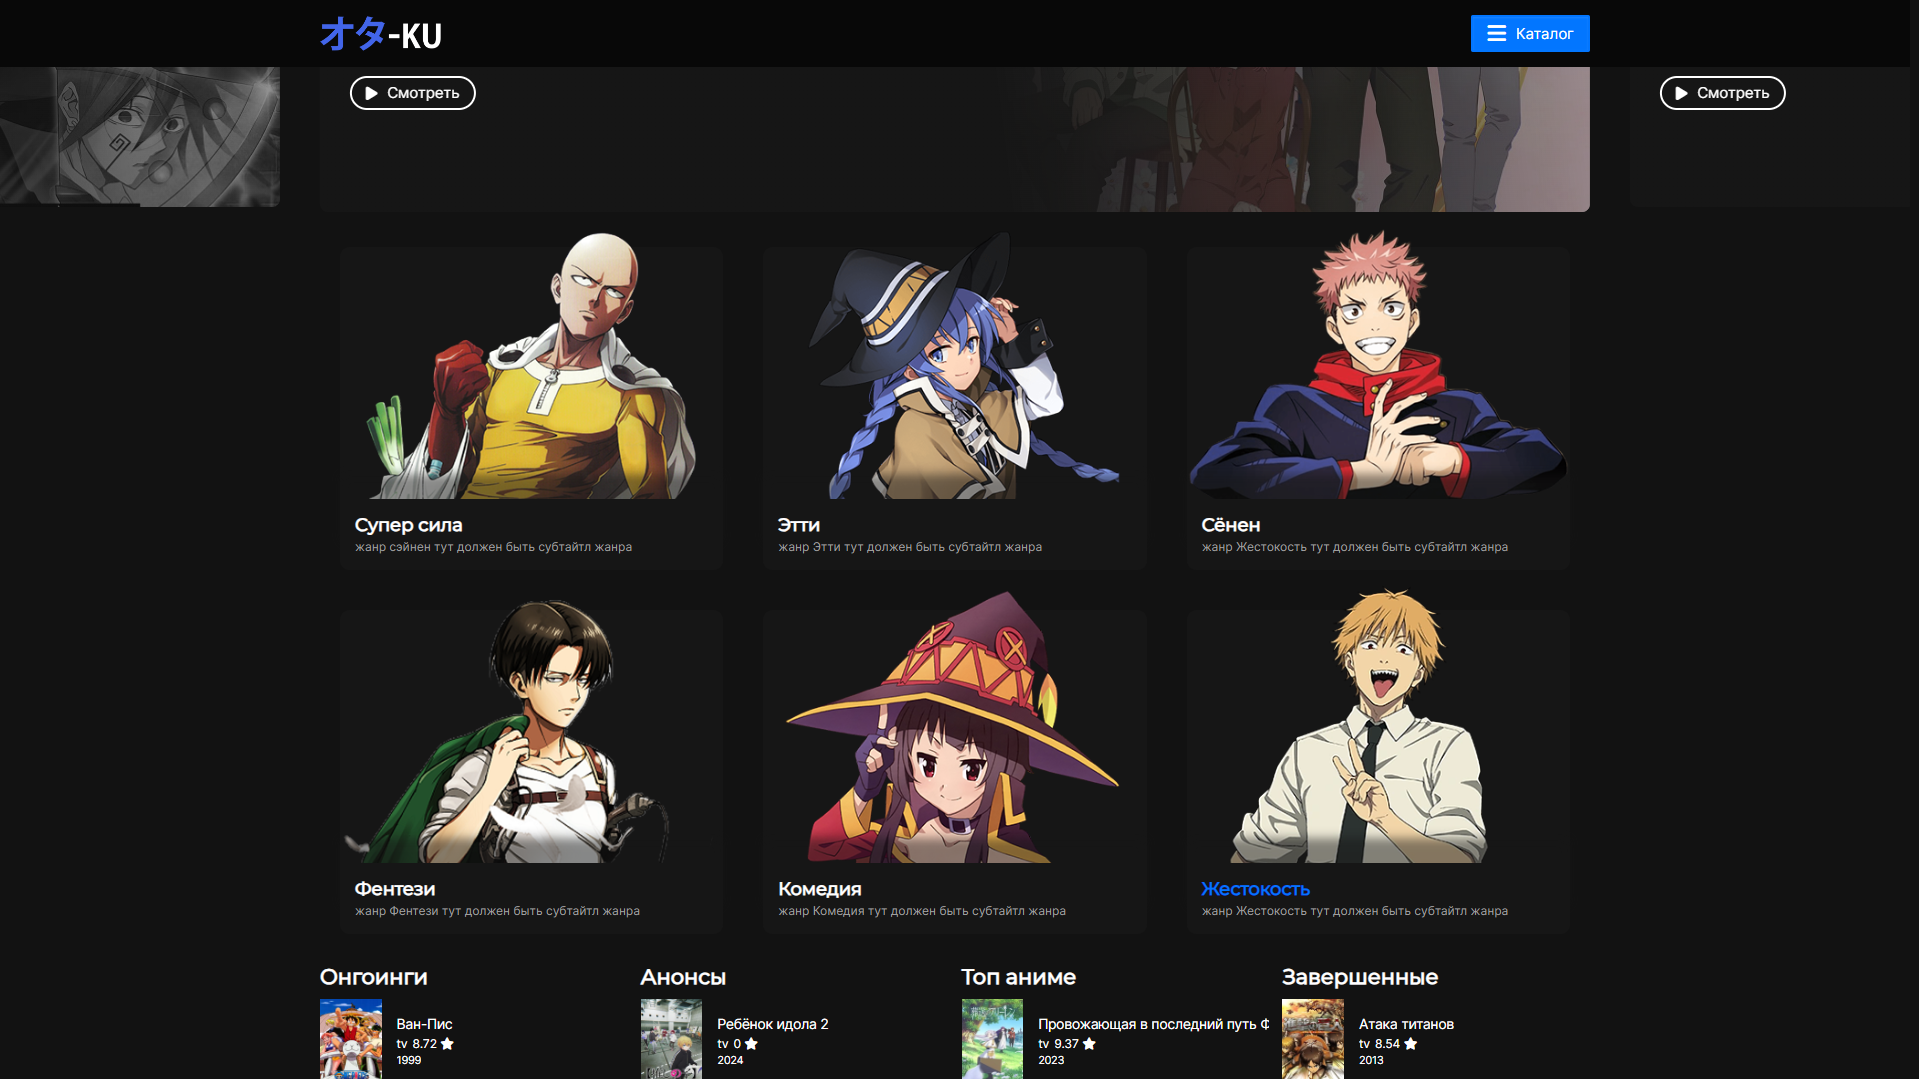 オタ-KU
Каталог
Смотреть
Смотреть
Супер сила
жанр сэйнен тут должен быть субтайтл жанра
Этти
жанр Этти тут должен быть субтайтл жанра
Сёнен
жанр Жестокость тут должен быть субтайтл жанра
Фентези
жанр Фентези тут должен быть субтайтл жанра
Комедия
жанр Комедия тут должен быть субтайтл жанра
Жестокость
жанр Жестокость тут должен быть субтайтл жанра
Онгоинги
Ван-Пис
tv 8.72
1999
Анонсы
Ребёнок идола 2
tv 0
2024
Топ аниме
Провожающая в последний путь Ф
tv 9.37
2023
Завершенные
Атака титанов
tv 8.54
2013